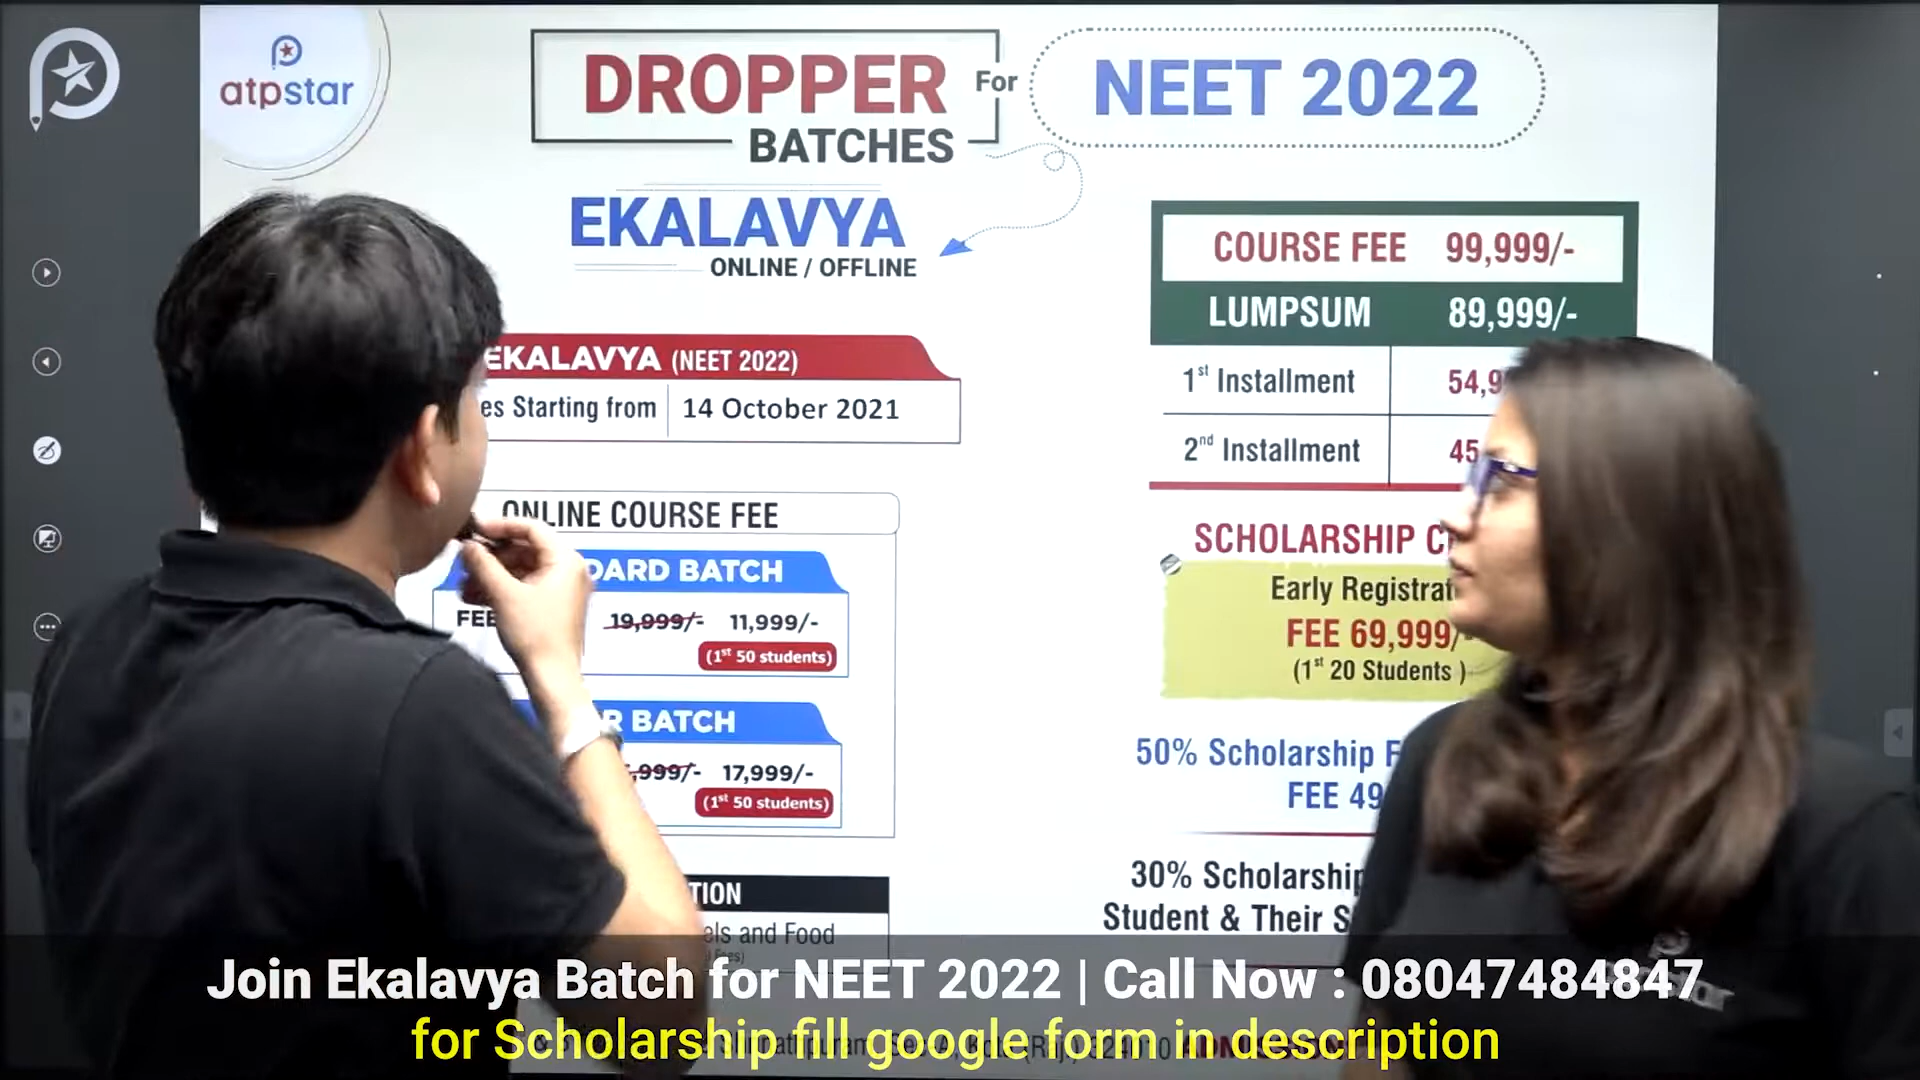 atpstar
DROPPER For NEET 2022
BATCHES
EKALAVYA
ONLINE / OFFLINE
EKALAVYA (NEET 2022)
es Starting from 14 October 2021
ONLINE COURSE FEE
DARD BATCH
FEE 19,999/- 11,999/-
(1st 50 students)
R BATCH
,999/- 17,999/-
(1st 50 students)
TION
els and Food
COURSE FEE 99,999/-
LUMPSUM 89,999/-
1st Installment 54,9
2nd Installment 45
SCHOLARSHIP C
Early Registrat
FEE 69,999/-
(1st 20 Students )
50% Scholarship F
FEE 49
30% Scholarship
Student & Their S
Join Ekalavya Batch for NEET 2022 | Call Now : 08047484847
for Scholarship fill google form in description